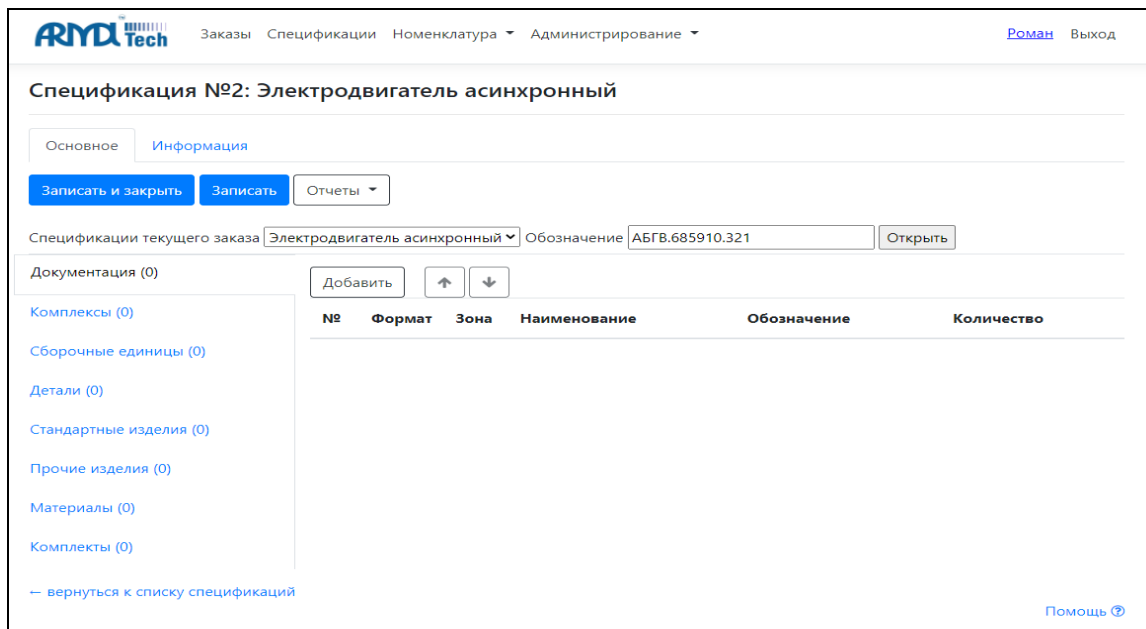 ARMA Tech Заказы Спецификации Номенклатура Администрирование Роман Выход
Спецификация №2: Электродвигатель асинхронный
Основное Информация
Записать и закрыть Записать Отчеты
Спецификации текущего заказа Электродвигатель асинхронный Обозначение АБГВ.685910.321 Открыть
Документация (0)
Добавить
Комплексы (0)
№ Формат Зона Наименование Обозначение Количество
Сборочные единицы (0)
Детали (0)
Стандартные изделия (0)
Прочие изделия (0)
Материалы (0)
Комплекты (0)
← вернуться к списку спецификаций
Помощь